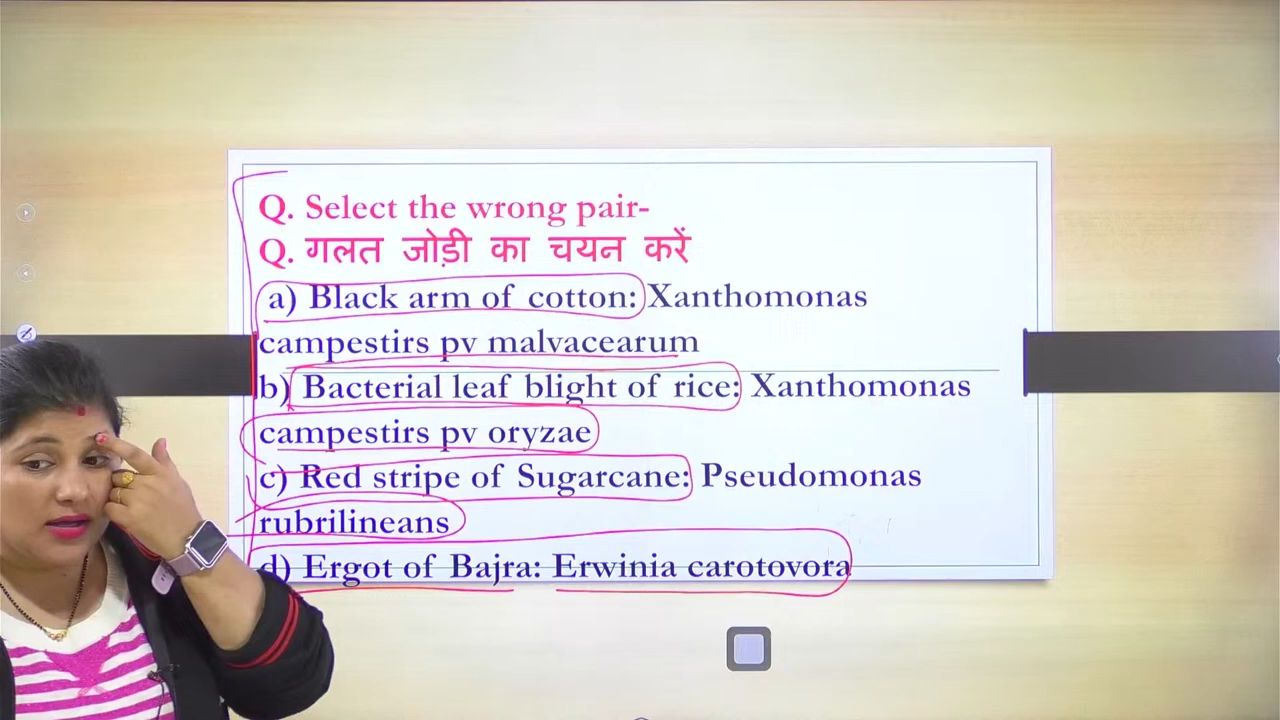 Q. Select the wrong pair-
Q. गलत जोड़ी का चयन करें
a) Black arm of cotton: Xanthomonas
campestirs pv malvacearum
b) Bacterial leaf blight of rice: Xanthomonas
campestirs pv oryzae
c) Red stripe of Sugarcane: Pseudomonas
rubrilineans
d) Ergot of Bajra: Erwinia carotovora